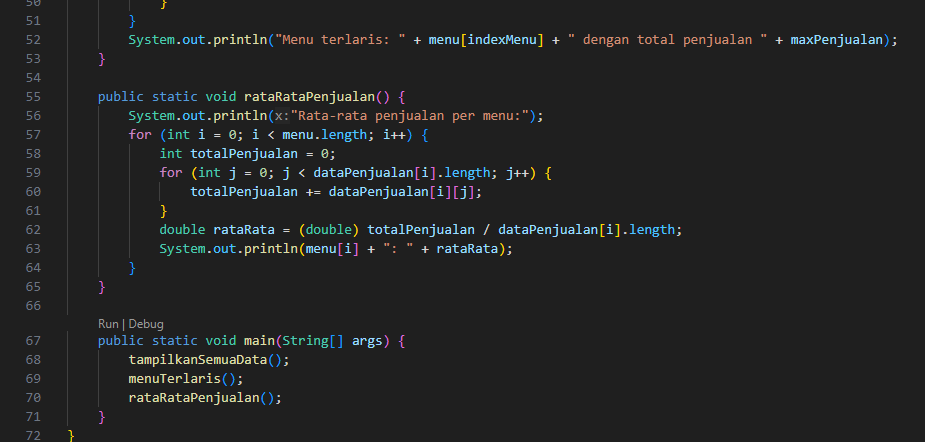 50 }
51 }
52 System.out.println("Menu terlaris: " + menu[indexMenu] + " dengan total penjualan " + maxPenjualan);
53 }
54
55 public static void rataRataPenjualan() {
56 System.out.println(x:"Rata-rata penjualan per menu:");
57 for (int i = 0; i < menu.length; i++) {
58 int totalPenjualan = 0;
59 for (int j = 0; j < dataPenjualan[i].length; j++) {
60 totalPenjualan += dataPenjualan[i][j];
61 }
62 double rataRata = (double) totalPenjualan / dataPenjualan[i].length;
63 System.out.println(menu[i] + ": " + rataRata);
64 }
65 }
66
Run | Debug
67 public static void main(String[] args) {
68 tampilkanSemuaData();
69 menuTerlaris();
70 rataRataPenjualan();
71 }
72 }